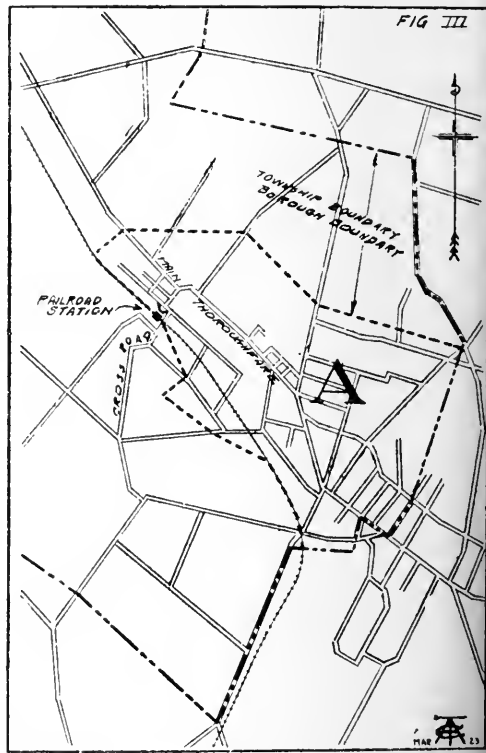 FIG III
TOWNSHIP BOUNDARY
BOROUGH BOUNDARY
MAIN THOROUGHFARE
RAILROAD
STATION
CROSS ROAD
A
MAR 23